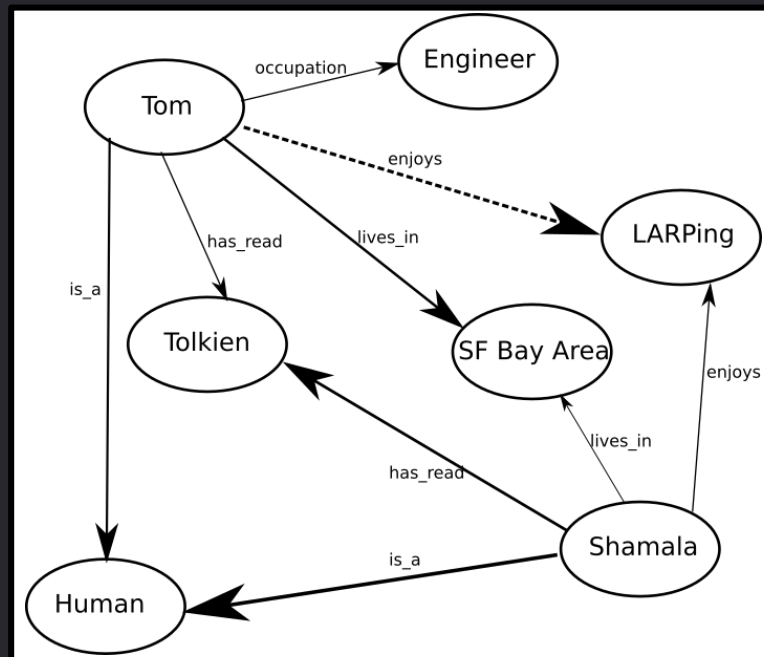 Engineer
occupation
Tom
enjoys
LARPing
lives_in
has_read
is_a
Tolkien
SF Bay Area
enjoys
lives_in
has_read
Shamala
is_a
Human